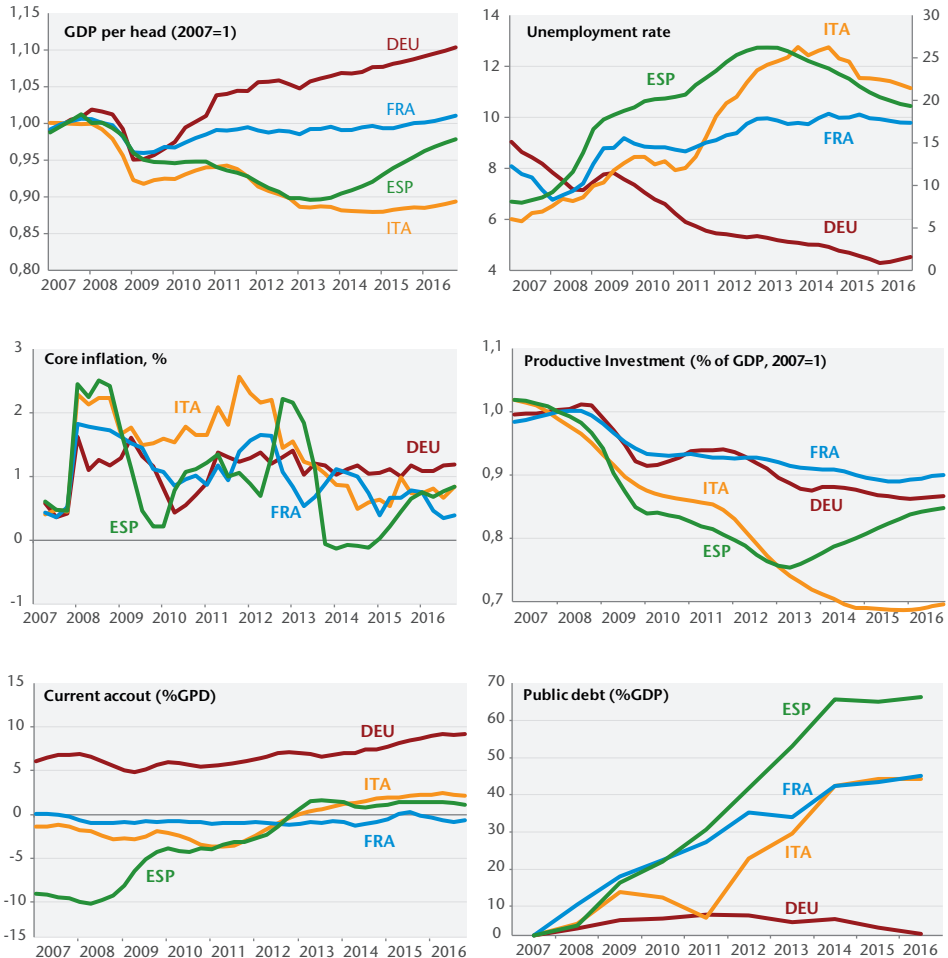 GDP per head (2007=1)
1,15
1,10
1,05
1,00
0,95
0,90
0,85
0,80
DEU
FRA
ESP
ITA
2007 2008 2009 2010 2011 2012 2013 2014 2015 2016
Unemployment rate
14
12
10
8
6
4
30
25
20
15
10
5
0
ITA
ESP
FRA
DEU
2007 2008 2009 2010 2011 2012 2013 2014 2015 2016
Core inflation, %
3
2
1
0
-1
ITA
DEU
FRA
ESP
2007 2008 2009 2010 2011 2012 2013 2014 2015 2016
Productive Investment (% of GDP, 2007=1)
1,1
1,0
0,9
0,8
0,7
FRA
DEU
ITA
ESP
2007 2008 2009 2010 2011 2012 2013 2014 2015 2016
Current accout (%GPD)
15
10
5
0
-5
-10
-15
DEU
ITA
FRA
ESP
2007 2008 2009 2010 2011 2012 2013 2014 2015 2016
Public debt (%GDP)
70
60
50
40
30
20
10
0
ESP
FRA
ITA
DEU
2007 2008 2009 2010 2011 2012 2013 2014 2015 2016